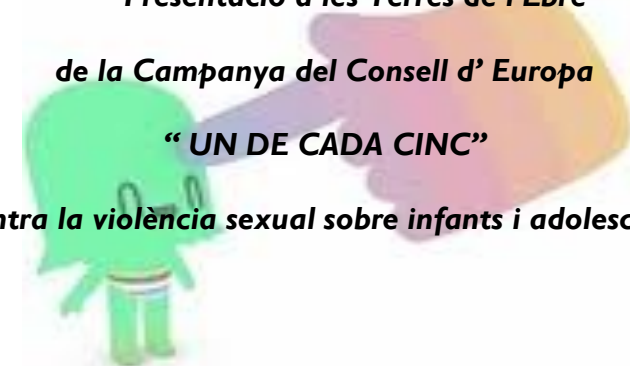 Presentació a les Terres de l'Ebre
de la Campanya del Consell d’ Europa
“ UN DE CADA CINC”
ntra la violència sexual sobre infants i adolesc